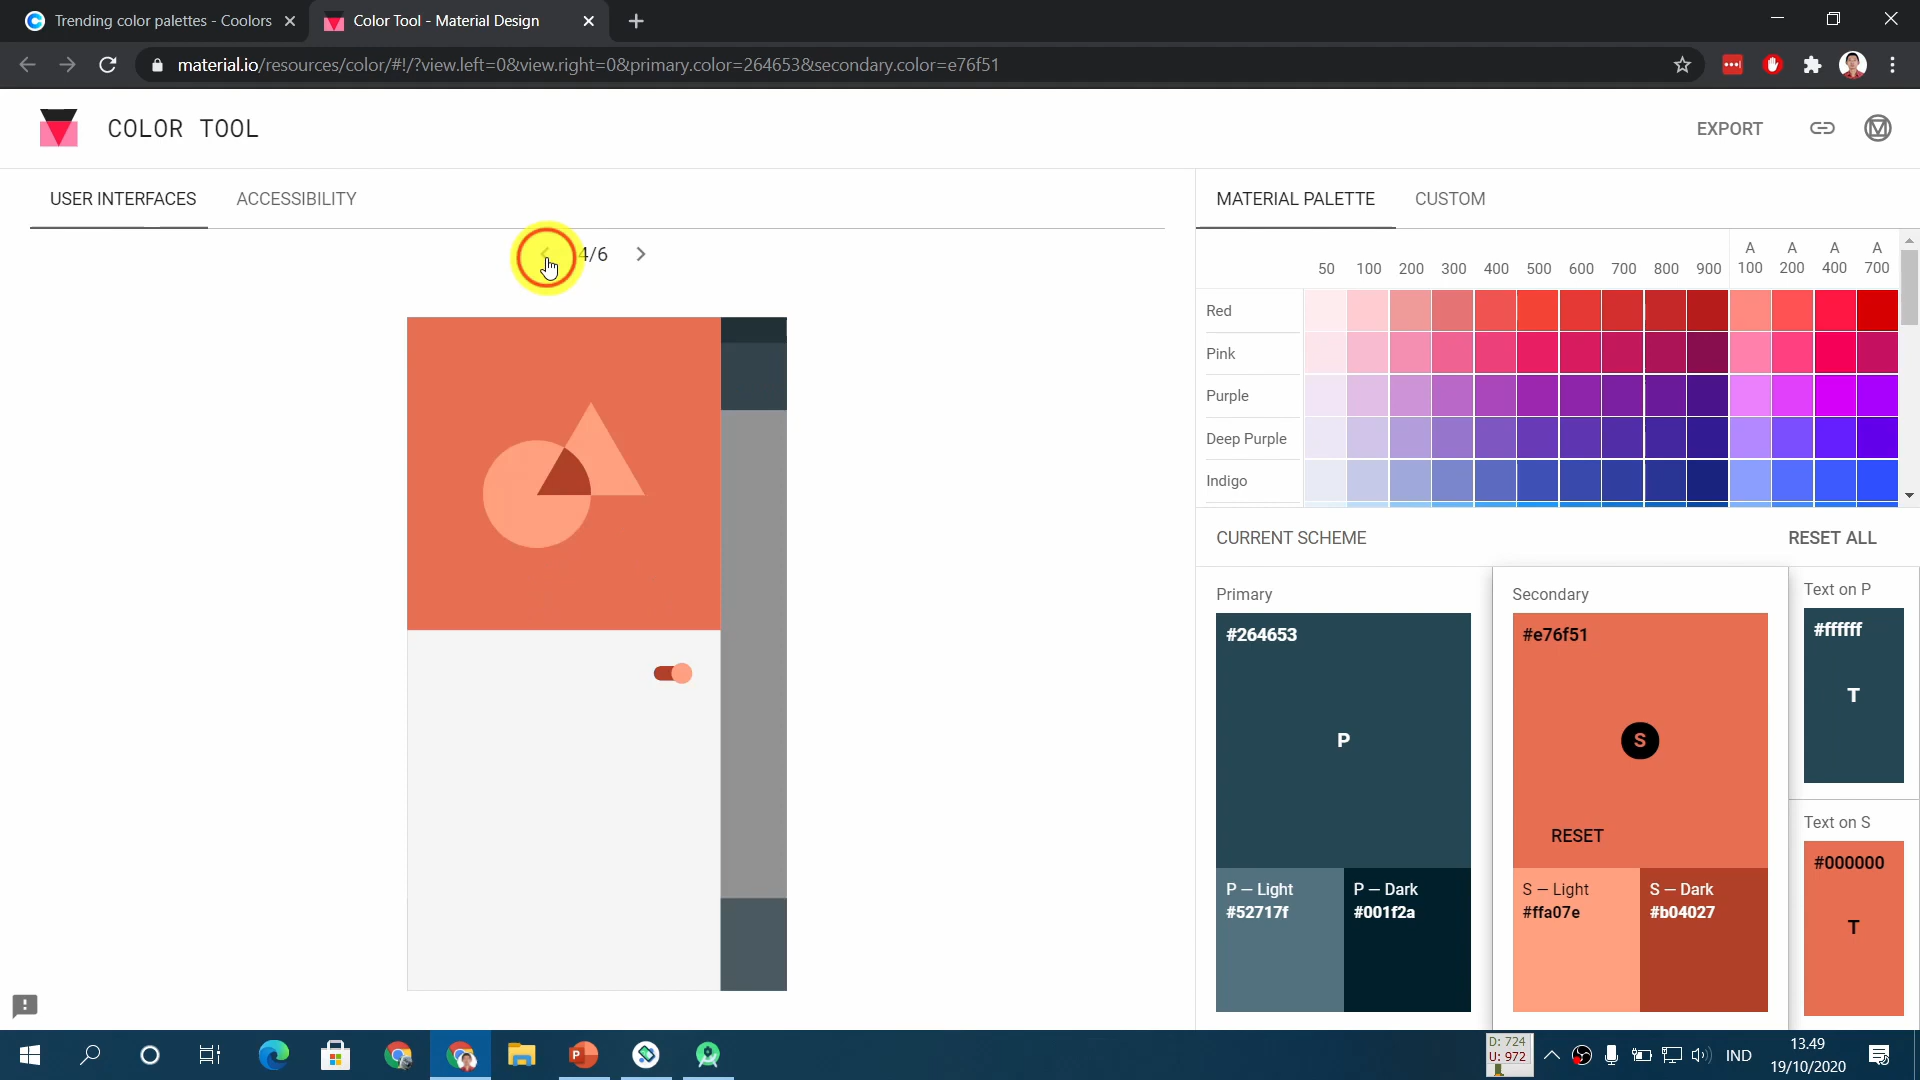 Trending color palettes - Coolors
Color Tool - Material Design
material.io/resources/color/#!/?view.left=0&view.right=0&primary.color=264653&secondary.color=e76f51
COLOR TOOL
EXPORT
USER INTERFACES
ACCESSIBILITY
MATERIAL PALETTE
CUSTOM
4/6
50 100 200 300 400 500 600 700 800 900 A 100 A 200 A 400 A 700
Red
Pink
Purple
Deep Purple
Indigo
CURRENT SCHEME
RESET ALL
Primary
#264653
P
P — Light
#52717f
P — Dark
#001f2a
Secondary
#e76f51
S
RESET
S — Light
#ffa07e
S — Dark
#b04027
Text on P
#ffffff
T
Text on S
#000000
T
D: 724
U: 972
IND
13.49
19/10/2020